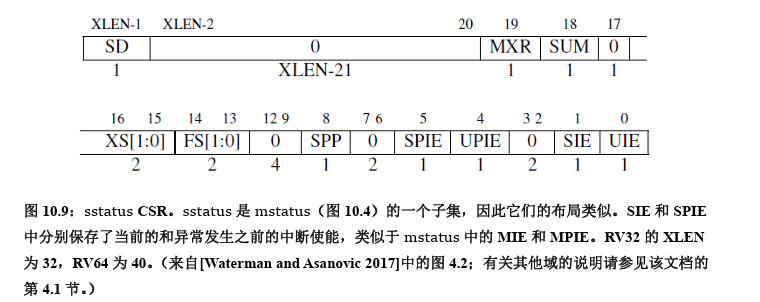 XLEN-1 XLEN-2 20 19 18 17
SD 0 MXR SUM 0
1 XLEN-21 1 1 1
16 15 14 13 12 9 8 7 6 5 4 3 2 1 0
XS[1:0] FS[1:0] 0 SPP 0 SPIE UPIE 0 SIE UIE
2 2 4 1 2 1 1 2 1 1
图 10.9：sstatus CSR。sstatus 是 mstatus（图 10.4）的一个子集，因此它们的布局类似。SIE 和 SPIE
中分别保存了当前的和异常发生之前的中断使能，类似于 mstatus 中的 MIE 和 MPIE。RV32 的 XLEN
为 32，RV64 为 40。（来自[Waterman and Asanovic 2017]中的图 4.2；有关其他域的说明请参见该文档的
第 4.1 节。）